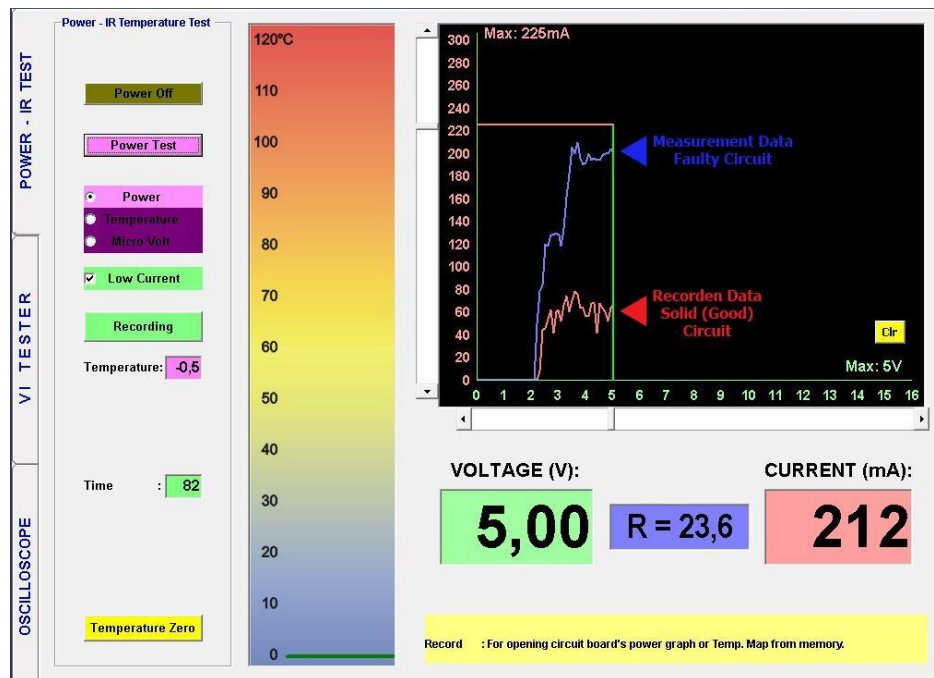 Power - IR Temperature Test
POWER - IR TEST
VI TESTER
OSCILLOSCOPE
Power Off
Power Test
Power
Temperature
Micro Volt
Low Current
Recording
Temperature: -0,5
Time : 82
Temperature Zero
120°C
110
100
90
80
70
60
50
40
30
20
10
0
Max: 225mA
300
280
260
240
220
200
180
160
140
120
100
80
60
40
20
0
Measurement Data
Faulty Circuit
Recorden Data
Solid (Good)
Circuit
Clr
Max: 5V
0 1 2 3 4 5 6 7 8 9 10 11 12 13 14 15 16
VOLTAGE (V):
5,00
R = 23,6
CURRENT (mA):
212
Record : For opening circuit board's power graph or Temp. Map from memory.